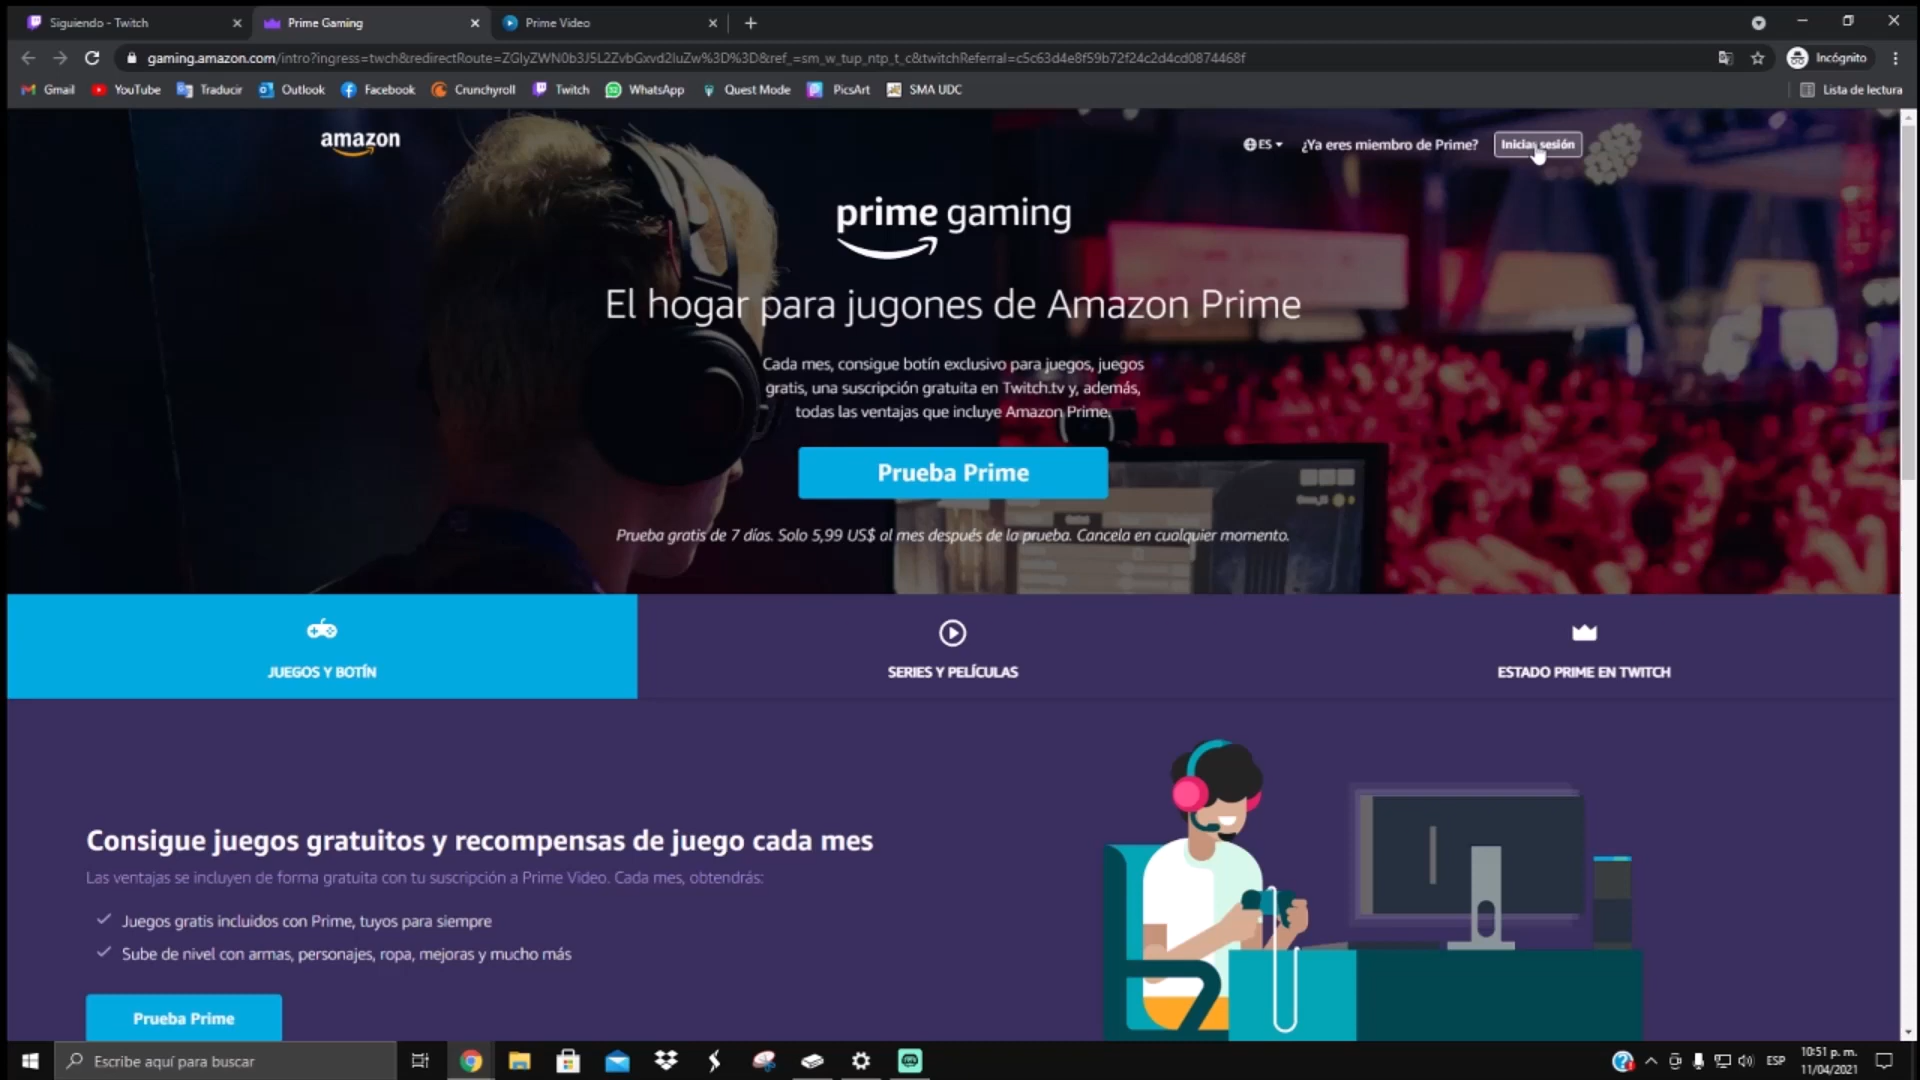 Siguiendo - Twitch
Prime Gaming
Prime Video
gaming.amazon.com/intro?ingress=twch&redirectRoute=ZGlyZWN0b3J5L2ZvbGxvd2luZw%3D%3D&ref_=sm_w_tup_ntp_t_c&twitchReferral=c5c63d4e8f59b72f24c2d4cd0874468f
Incógnito
Gmail
YouTube
Traducir
Outlook
Facebook
Crunchyroll
Twitch
WhatsApp
Quest Mode
PicsArt
SMA UDC
Lista de lectura
amazon
ES
¿Ya eres miembro de Prime?
Iniciar sesión
prime gaming
El hogar para jugones de Amazon Prime
Cada mes, consigue botín exclusivo para juegos, juegos
gratis, una suscripción gratuita en Twitch.tv y, además,
todas las ventajas que incluye Amazon Prime.
Prueba Prime
Prueba gratis de 7 días. Solo 5,99 US$ al mes después de la prueba. Cancela en cualquier momento.
JUEGOS Y BOTÍN
SERIES Y PELÍCULAS
ESTADO PRIME EN TWITCH
Consigue juegos gratuitos y recompensas de juego cada mes
Las ventajas se incluyen de forma gratuita con tu suscripción a Prime Video. Cada mes, obtendrás:
Juegos gratis incluidos con Prime, tuyos para siempre
Sube de nivel con armas, personajes, ropa, mejoras y mucho más
Prueba Prime
Escribe aquí para buscar
ESP
10:51 p. m.
11/04/2021